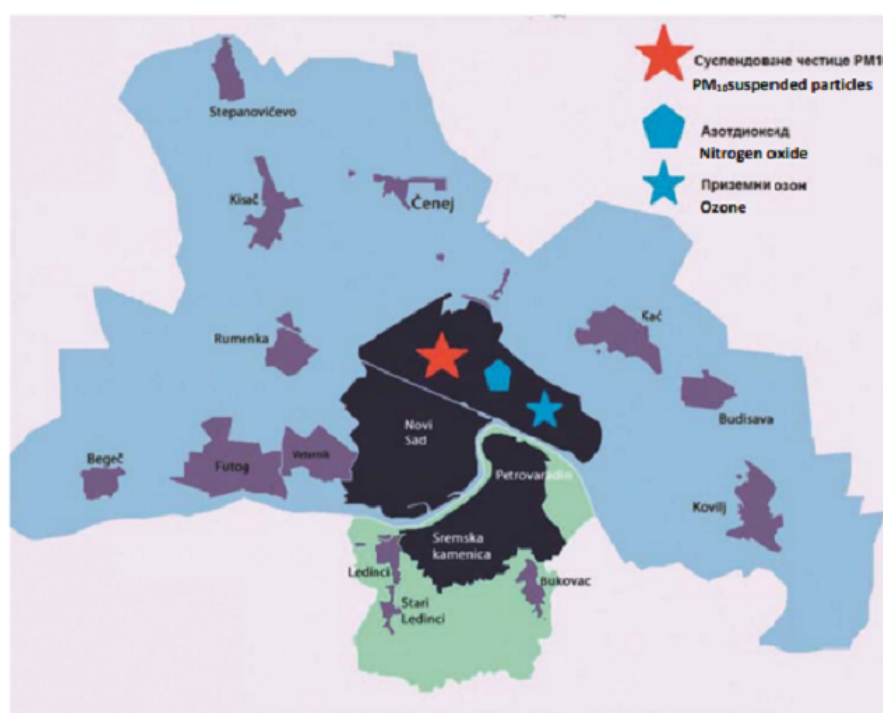 Суспендоване честице PM1
PM₁₀suspended particles
Азотдиоксид
Nitrogen oxide
Приземни озон
Ozone
Stepanovićevo
Kisač
Čenej
Rumenka
Kać
Budisava
Begeč
Futog
Veternik
Novi
Sad
Petrovaradin
Kovilj
Sremska
kamenica
Ledinci
Bukovac
Stari
Ledinci